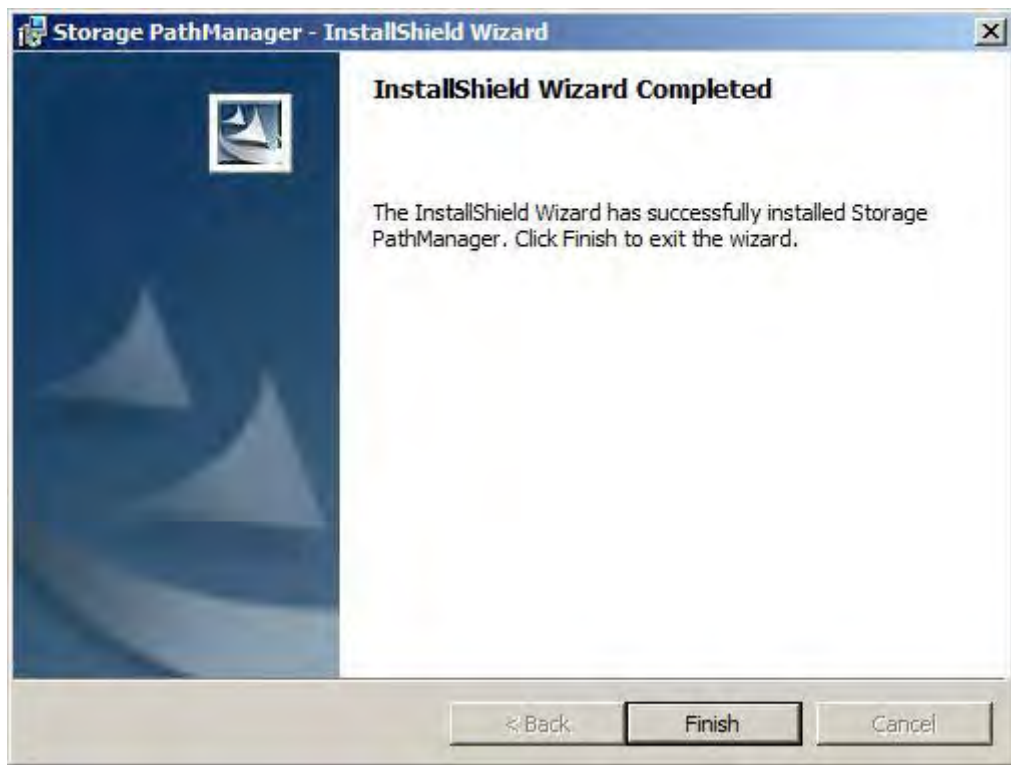 Storage PathManager - InstallShield Wizard
InstallShield Wizard Completed
The InstallShield Wizard has successfully installed Storage
PathManager. Click Finish to exit the wizard.
< Back
Finish
Cancel